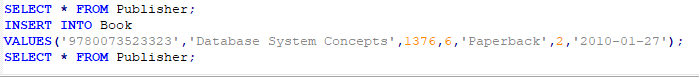 SELECT * FROM Publisher;
INSERT INTO Book
VALUES('9780073523323','Database System Concepts',1376,6,'Paperback',2,'2010-01-27');
SELECT * FROM Publisher;